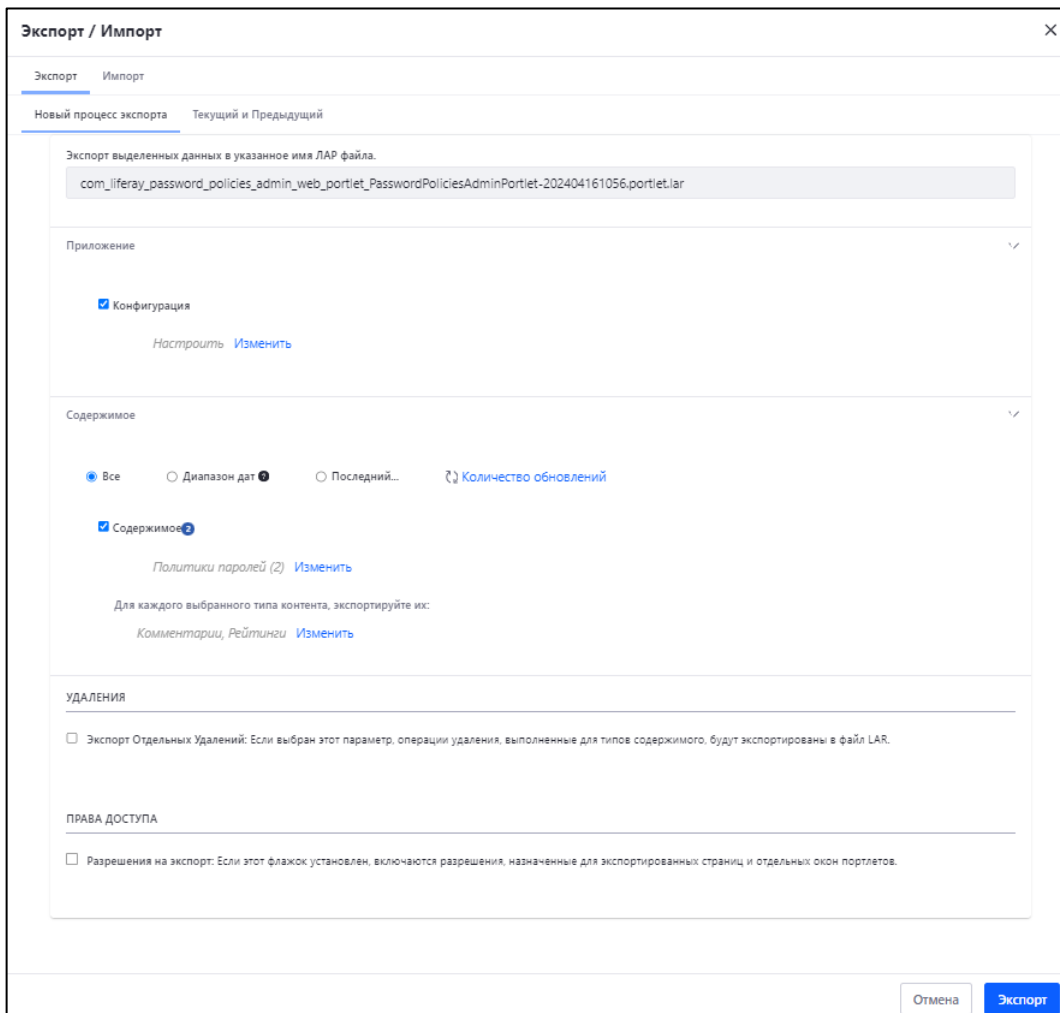 Экспорт / Импорт
Экспорт Импорт
Новый процесс экспорта Текущий и Предыдущий
Экспорт выделенных данных в указанное имя ЛАР файла.
com_liferay_password_policies_admin_web_portlet_PasswordPoliciesAdminPortlet-202404161056.portlet.lar
Приложение
Конфигурация
Настроить Изменить
Содержимое
Все Диапазон дат ? Последний... Количество обновлений
Содержимое 2
Политики паролей (2) Изменить
Для каждого выбранного типа контента, экспортируйте их:
Комментарии, Рейтинги Изменить
УДАЛЕНИЯ
Экспорт Отдельных Удалений: Если выбран этот параметр, операции удаления, выполненные для типов содержимого, будут экспортированы в файл LAR.
ПРАВА ДОСТУПА
Разрешения на экспорт: Если этот флажок установлен, включаются разрешения, назначенные для экспортированных страниц и отдельных окон портлетов.
Отмена Экспорт